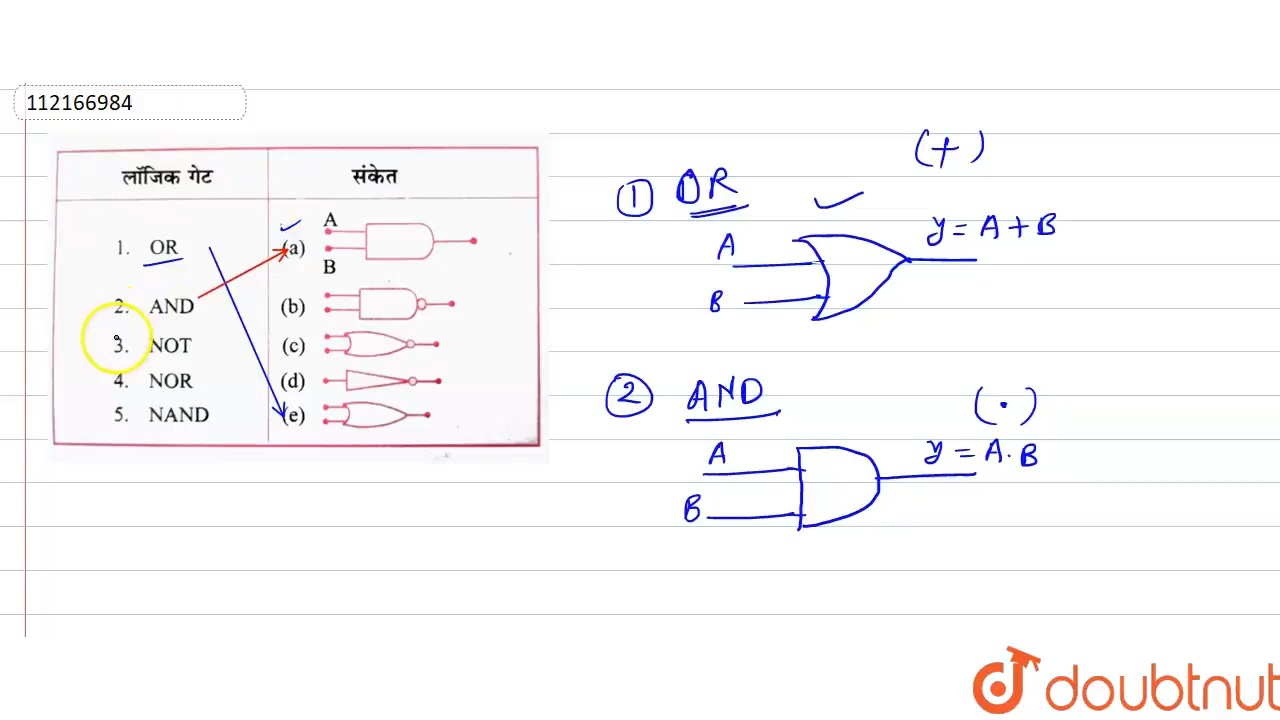 112166984
लॉजिक गेट संकेत
1. OR (a) A B
2. AND (b)
3. NOT (c)
4. NOR (d)
5. NAND (e)
① OR (+)
A
B
y = A + B
② AND (.)
A
B
y = A . B
doubtnut